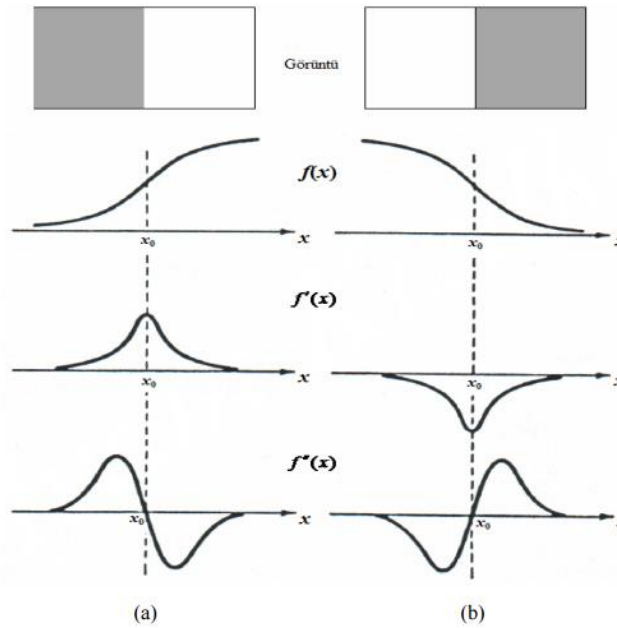 Görüntü
f(x)
x
x₀
x₀
f'(x)
x
x₀
x₀
f''(x)
x
x₀
x₀
(a)
(b)